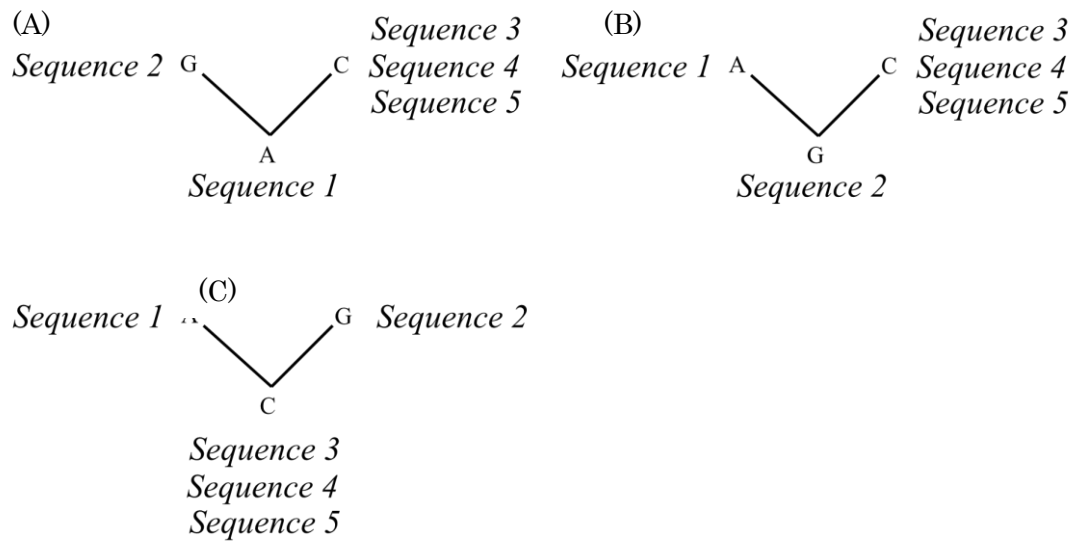 (A)
Sequence 3
Sequence 2 G C Sequence 4
Sequence 5
A
Sequence 1
(B)
Sequence 3
Sequence 1 A C Sequence 4
Sequence 5
G
Sequence 2
(C)
Sequence 1 G Sequence 2
C
Sequence 3
Sequence 4
Sequence 5